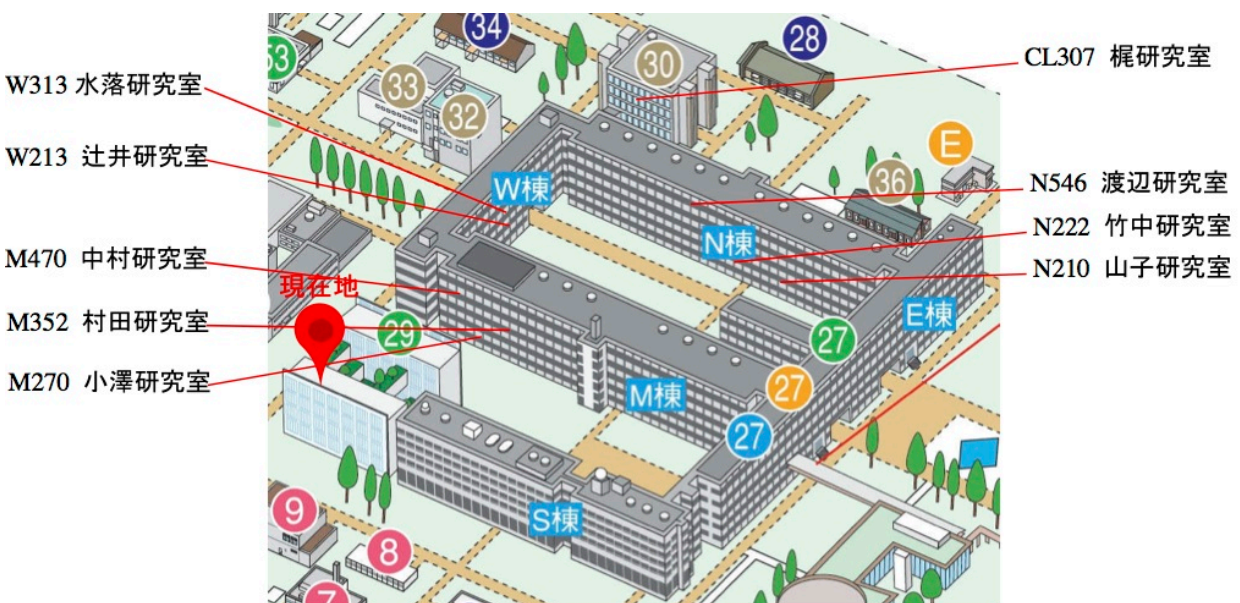 W313 水落研究室
W213 辻井研究室
M470 中村研究室
M352 村田研究室
M270 小澤研究室
CL307 梶研究室
N546 渡辺研究室
N222 竹中研究室
N210 山子研究室
現在地
W棟
N棟
E棟
M棟
S棟
34
28
53
30
33
32
E
36
29
27
27
27
9
8
7